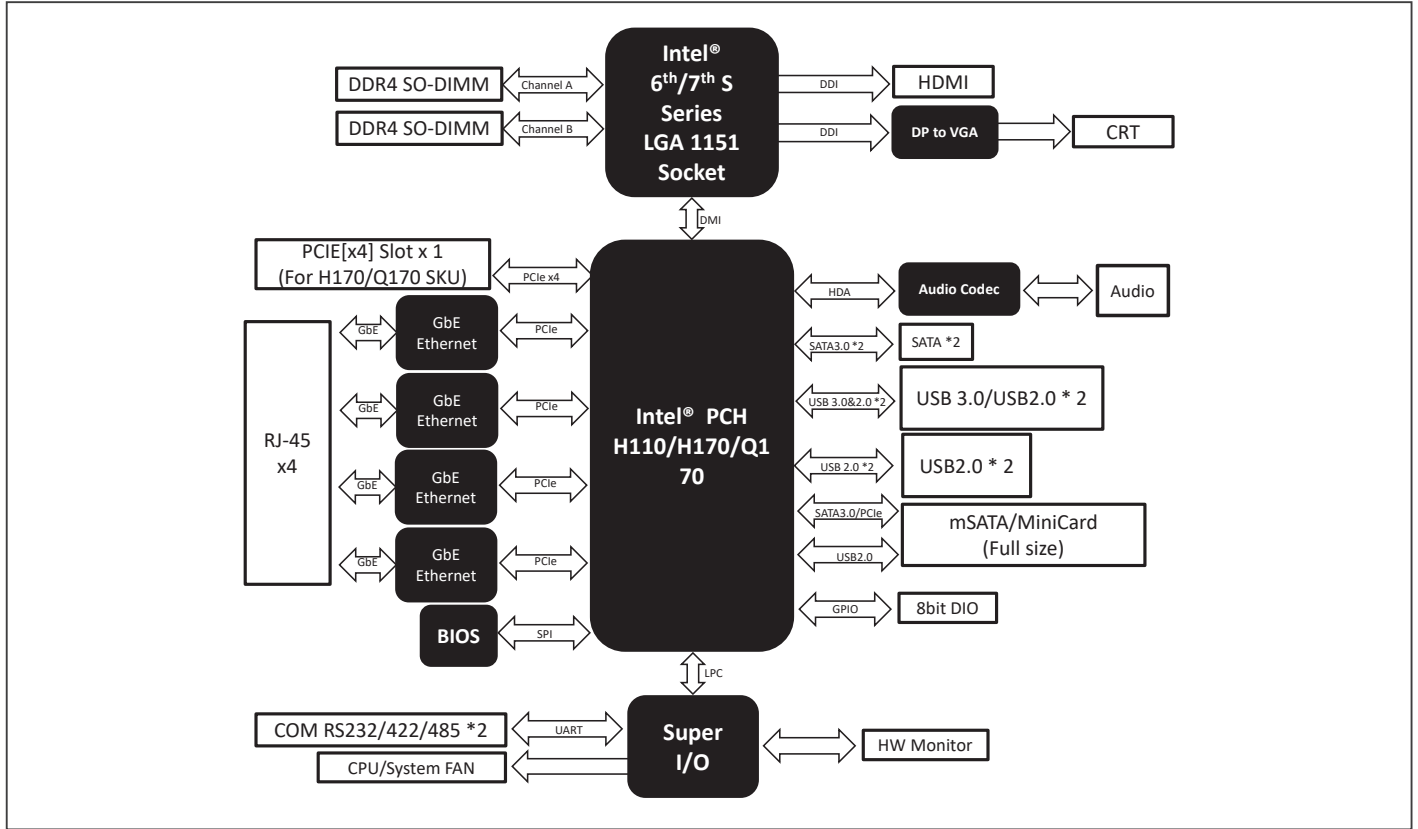 Intel®
6th/7th S
Series
LGA 1151
Socket
DDR4 SO-DIMM
Channel A
DDR4 SO-DIMM
Channel B
DDI
HDMI
DDI
DP to VGA
CRT
DMI
PCIE[x4] Slot x 1
(For H170/Q170 SKU)
PCIe x4
RJ-45
x4
GbE
GbE
Ethernet
PCIe
GbE
GbE
Ethernet
PCIe
GbE
GbE
Ethernet
PCIe
GbE
GbE
Ethernet
PCIe
BIOS
SPI
Intel® PCH
H110/H170/Q1
70
HDA
Audio Codec
Audio
SATA3.0 *2
SATA *2
USB 3.0&2.0 *2
USB 3.0/USB2.0 * 2
USB 2.0 *2
USB2.0 * 2
SATA3.0/PCIe
USB2.0
mSATA/MiniCard
(Full size)
GPIO
8bit DIO
LPC
COM RS232/422/485 *2
UART
CPU/System FAN
Super
I/O
HW Monitor